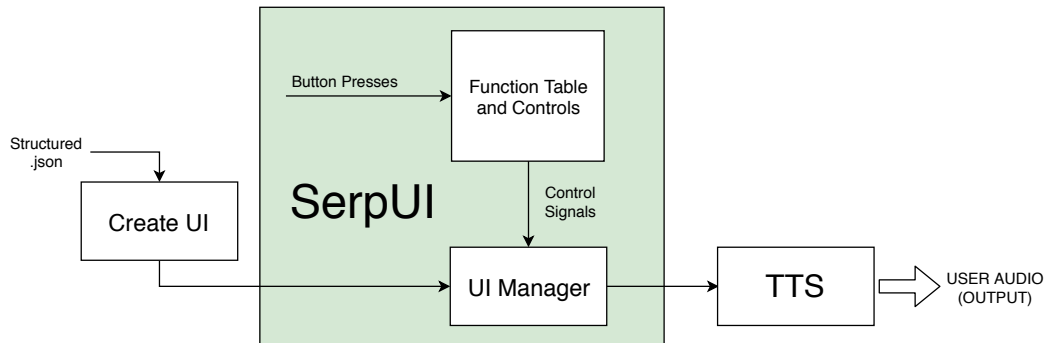 Button Presses
Function Table
and Controls
Structured
.json
Create UI
SerpUI
Control
Signals
UI Manager
TTS
USER AUDIO
(OUTPUT)